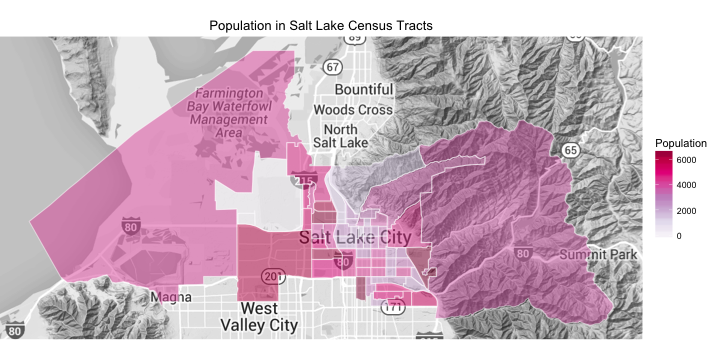 Population in Salt Lake Census Tracts
89
67
Farmington
Bay Waterfowl
Management
Area
Bountiful
Woods Cross
North
Salt Lake
65
215
80
Salt Lake City
80
80
Summit Park
201
Magna
171
West
Valley City
80
Population
6000
4000
2000
0